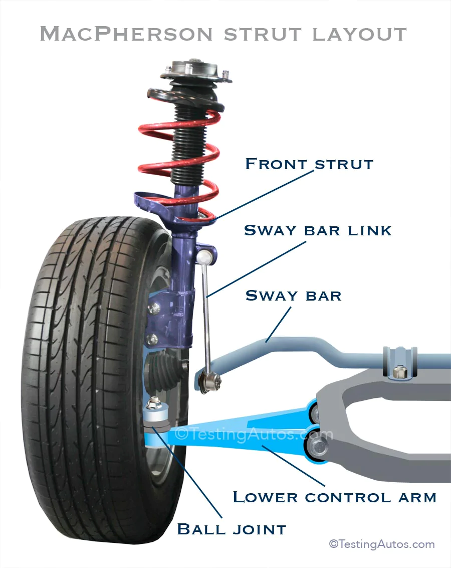 MacPherson strut layout
Front strut
Sway bar link
Sway bar
©TestingAutos.com
Lower control arm
Ball joint
©TestingAutos.com